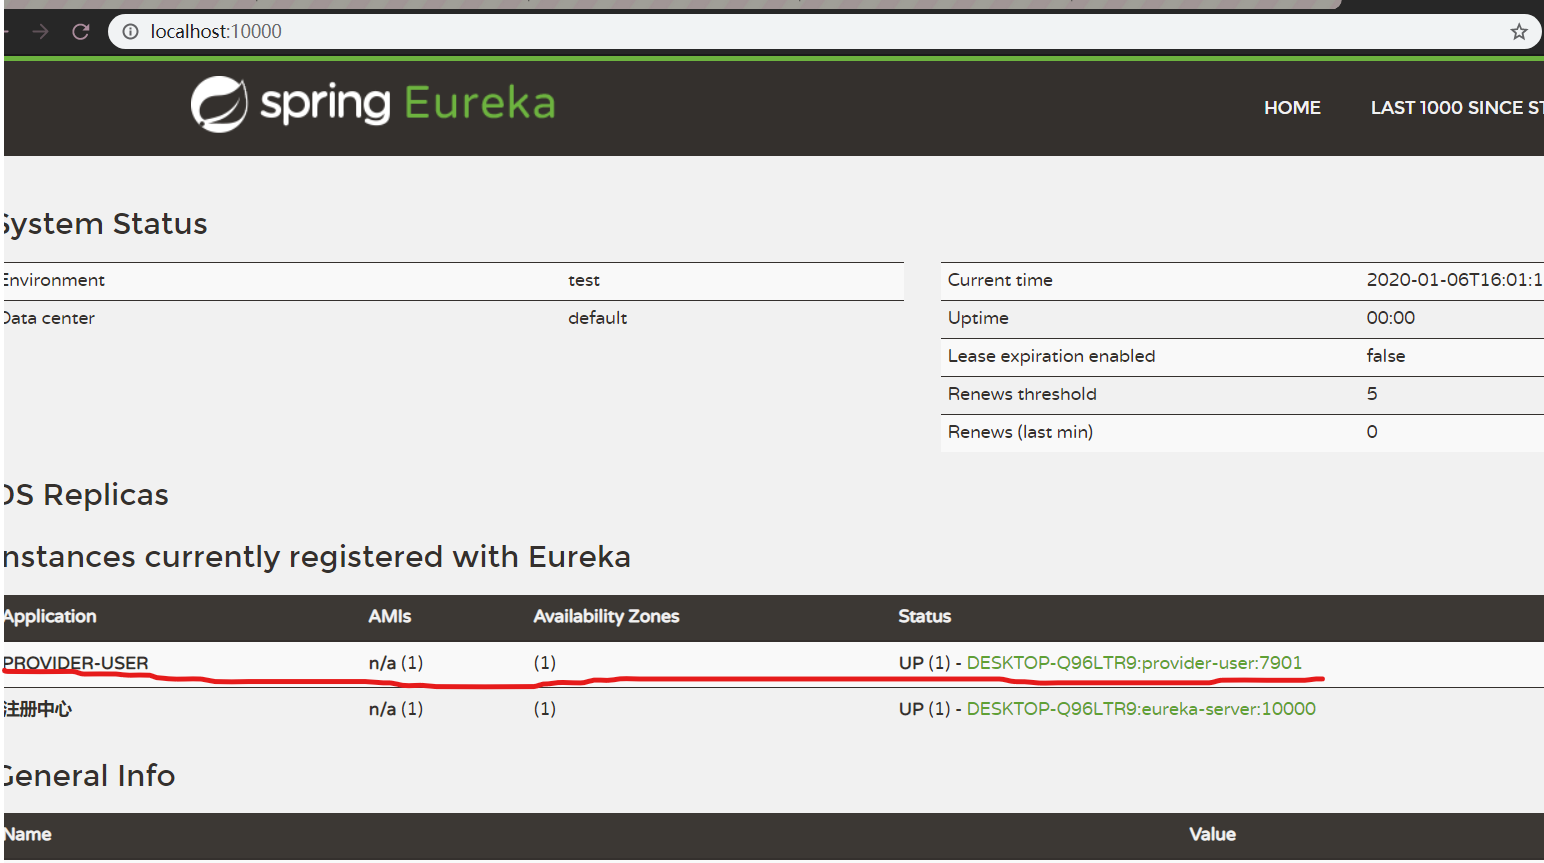 localhost:10000
spring Eureka
HOME
LAST 1000 SINCE ST
System Status
Environment test
Data center default
Current time 2020-01-06T16:01:1
Uptime 00:00
Lease expiration enabled false
Renews threshold 5
Renews (last min) 0
DS Replicas
nstances currently registered with Eureka
Application AMIs Availability Zones Status
PROVIDER-USER n/a (1) (1) UP (1) - DESKTOP-Q96LTR9:provider-user:7901
注册中心 n/a (1) (1) UP (1) - DESKTOP-Q96LTR9:eureka-server:10000
General Info
Name Value